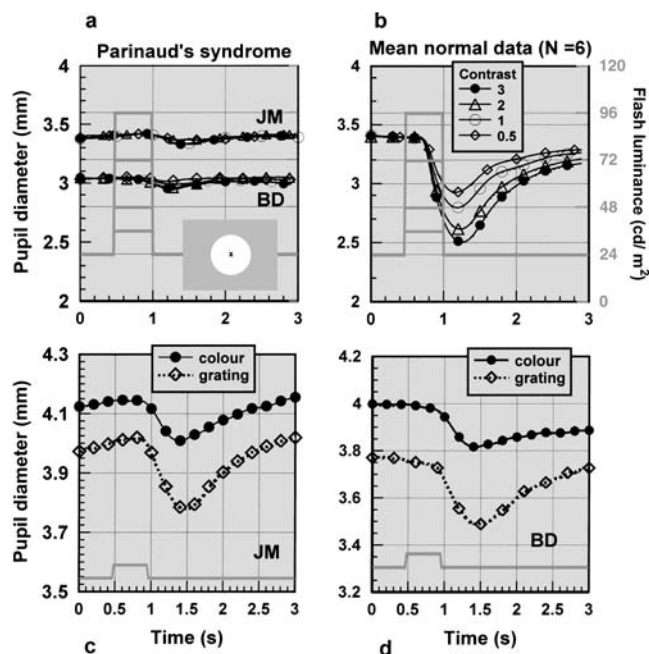 a
Parinaud's syndrome
Pupil diameter (mm)
4
3.5
3
2.5
2
JM
BD
x
0 1 2 3
b
Mean normal data (N =6)
4
3.5
3
2.5
2
Contrast
3
2
1
0.5
120
96
72
48
24
0
Flash luminance (cd/ m²)
0 1 2 3
Pupil diameter (mm)
4.3
4.1
3.9
3.7
3.5
colour
grating
JM
0 0.5 1 1.5 2 2.5 3
c
Time (s)
4.2
4
3.8
3.6
3.4
3.2
colour
grating
BD
0 0.5 1 1.5 2 2.5 3
d
Time (s)